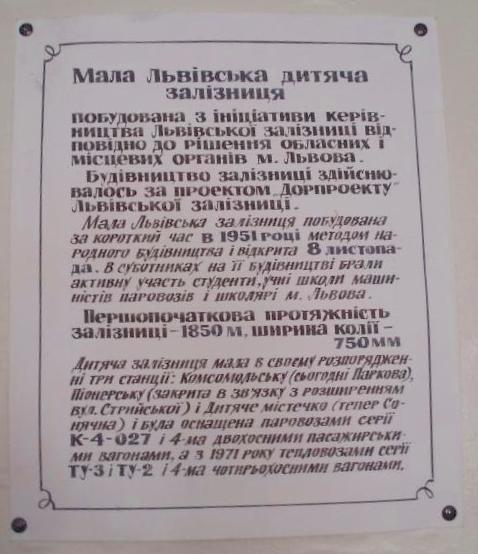 Мала Львівська дитяча
залізниця
побудована з ініціативи керів-
ництва Львівської залізниці від-
повідно до рішення обласних і
місцевих органів м. Львова.
Будівництво залізниці здійсню-
валось за проектом „Дорпроекту"
Львівської залізниці.
Мала Львівська залізниця побудована
за короткий час в 1951 році методом на-
родного будівництва і відкрита 8 листопа-
да. В суботниках на її будівництві брали
активну участь студенти, учні школи маши-
ністів паровозів і школярі м. Львова.
Першопочаткова протяжність
залізниці – 1850 м, ширина колії –
750 мм
Дитяча залізниця мала в своєму розпоряджен-
ні три станції: Комсомольську (сьогодні Паркова),
Піонерську (закрита в зв'язку з розширенням
вул. Стрийської) і Дитяче містечко (тепер Со-
нячна) і була оснащена паровозами серії
К-4-027 і 4-ма двохосними пасажирськи-
ми вагонами, а з 1971 року тепловозами серії
ТУ-3 і ТУ-2 і 4-ма чотирьохосними вагонами.